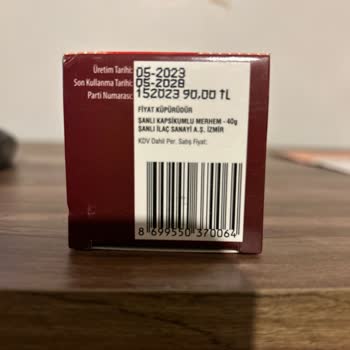 Üretim Tarihi: 05-2023
Son Kullanma Tarihi: 05-2028
Parti Numarası: 152023 90,00 TL
FİYAT KÜPÜRÜDÜR
ŞANLI KAPSİKUMLU MERHEM - 40g
ŞANLI İLAÇ SANAYİ A.Ş. İZMİR
KDV Dahil Per. Satış Fiyatı:
8 699550 370064